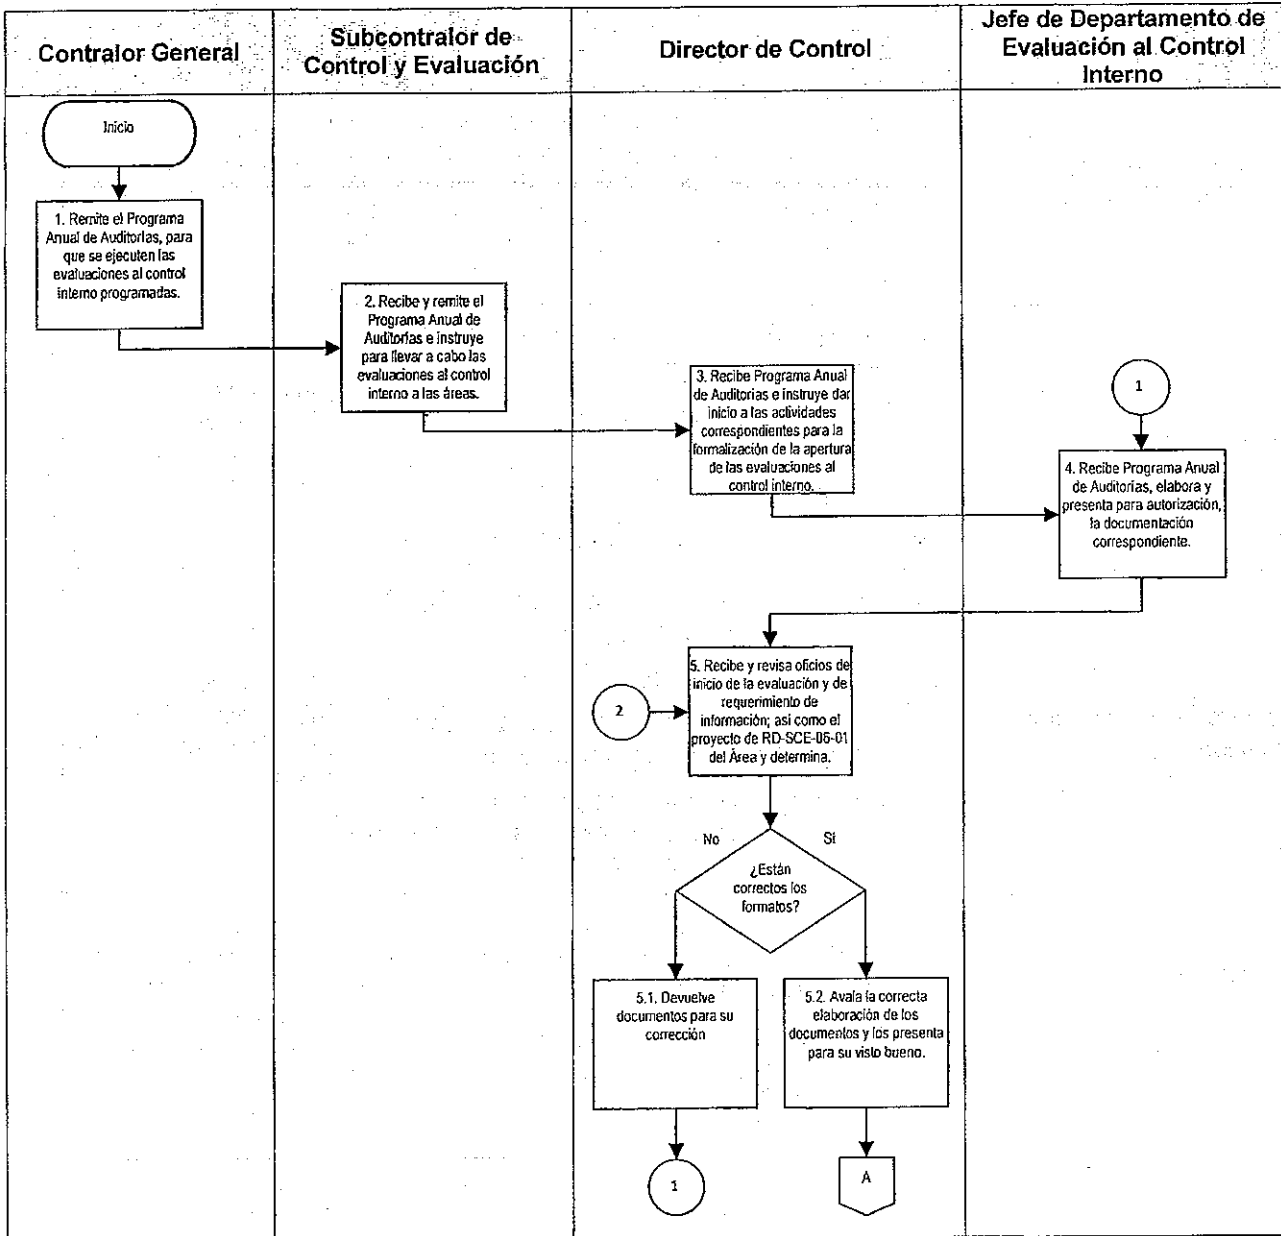 Contralor General
Subcontralor de
Control y Evaluación
Director de Control
Jefe de Departamento de
Evaluación al Control
Interno
Inicio
1. Remite el Programa
Anual de Auditorías, para
que se ejecuten las
evaluaciones al control
interno programadas.
2. Recibe y remite el
Programa Anual de
Auditorías e instruye
para llevar a cabo las
evaluaciones al control
interno a las áreas.
3. Recibe Programa Anual
de Auditorias e instruye dar
inicio a las actividades
correspondientes para la
formalización de la apertura
de las evaluaciones al
control interno.
1
4. Recibe Programa Anual
de Auditorías, elabora y
presenta para autorización,
la documentación
correspondiente.
5. Recibe y revisa oficios de
inicio de la evaluación y de
requerimiento de
información; así como el
proyecto de RD-SCE-06-01
del Área y determina.
2
No
Si
¿Están
correctos los
formatos?
5.1. Devuelve
documentos para su
corrección
5.2. Avala la correcta
elaboración de los
documentos y los presenta
para su visto bueno.
1
A